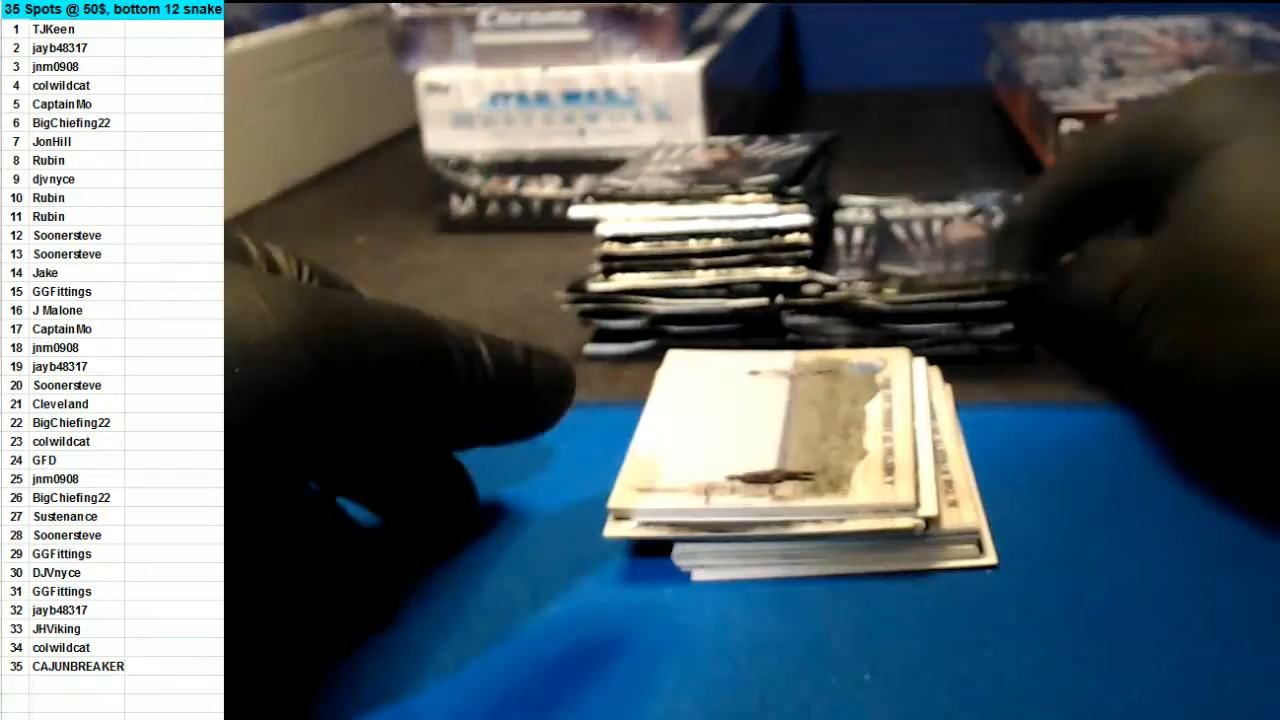 35 Spots @ 50$, bottom 12 snake
1 TJKeen
2 jayb48317
3 jnm0908
4 colwildcat
5 CaptainMo
6 BigChiefing22
7 JonHill
8 Rubin
9 djvnyce
10 Rubin
11 Rubin
12 Soonersteve
13 Soonersteve
14 Jake
15 GGFittings
16 J Malone
17 CaptainMo
18 jnm0908
19 jayb48317
20 Soonersteve
21 Cleveland
22 BigChiefing22
23 colwildcat
24 GFD
25 jnm0908
26 BigChiefing22
27 Sustenance
28 Soonersteve
29 GGFittings
30 DJVnyce
31 GGFittings
32 jayb48317
33 JHViking
34 colwildcat
35 CAJUNBREAKER
Chrome
STAR WARS
MASTERWORK